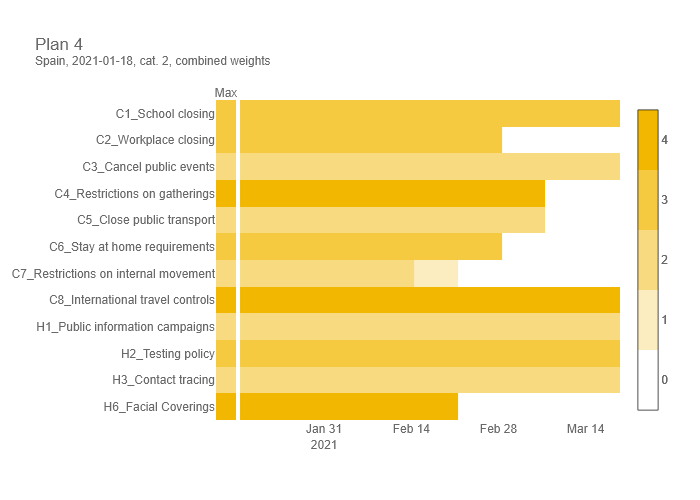 Plan 4
Spain, 2021-01-18, cat. 2, combined weights
Max
C1_School closing
C2_Workplace closing
C3_Cancel public events
C4_Restrictions on gatherings
C5_Close public transport
C6_Stay at home requirements
C7_Restrictions on internal movement
C8_International travel controls
H1_Public information campaigns
H2_Testing policy
H3_Contact tracing
H6_Facial Coverings
Jan 31 Feb 14 Feb 28 Mar 14
2021
4
3
2
1
0